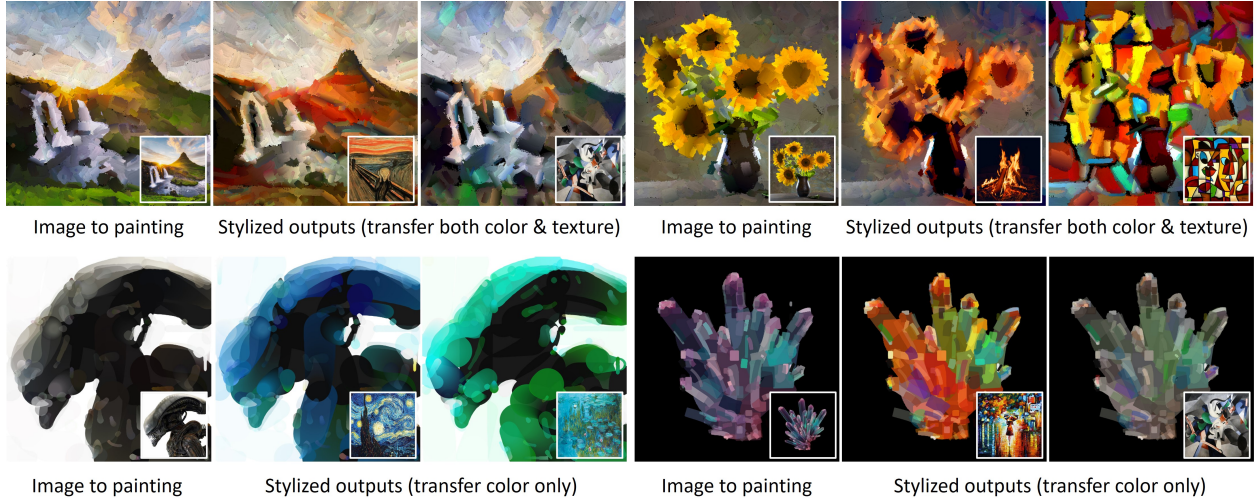 Image to painting
Stylized outputs (transfer both color & texture)
Image to painting
Stylized outputs (transfer both color & texture)
Image to painting
Stylized outputs (transfer color only)
Image to painting
Stylized outputs (transfer color only)